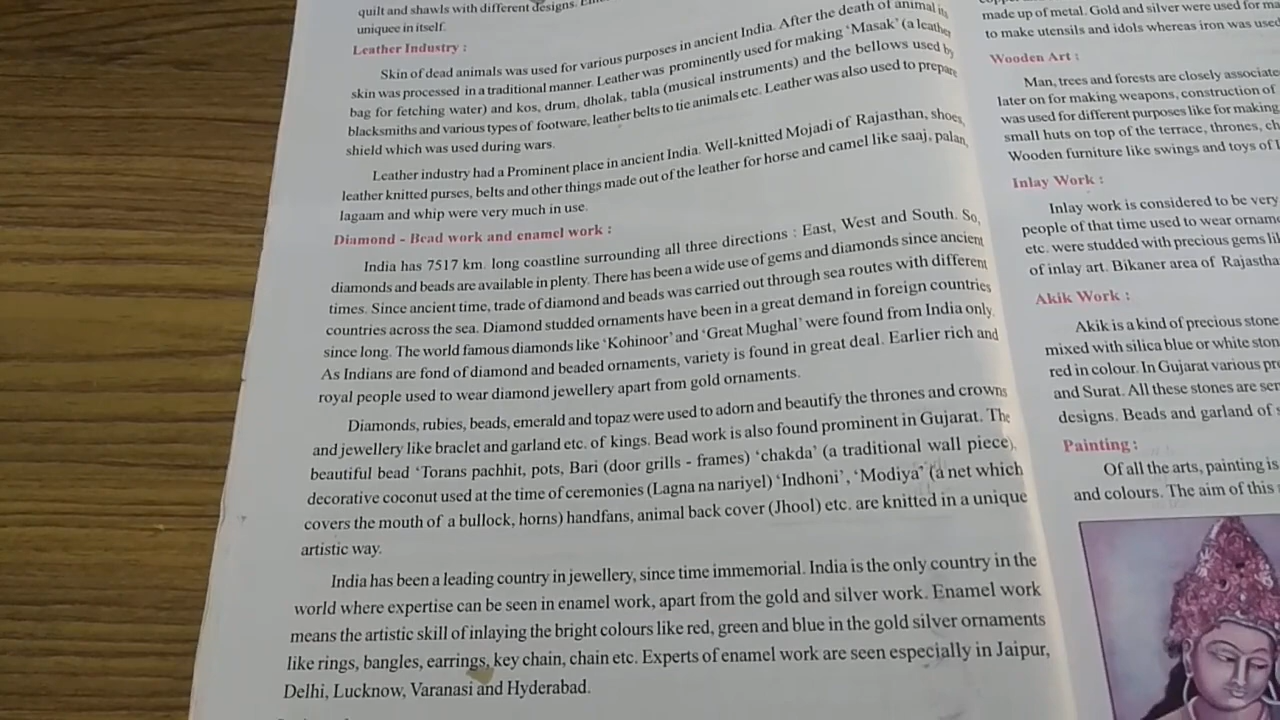 quilt and shawls with different designs.
uniquee in itself.
Leather Industry :
Skin of dead animals was used for various purposes in ancient India. After the death of animal its
skin was processed in a traditional manner. Leather was prominently used for making ‘Masak’ (a leather
bag for fetching water) and kos, drum, dholak, tabla (musical instruments) and the bellows used by
blacksmiths and various types of footware, leather belts to tie animals etc. Leather was also used to prepare
shield which was used during wars.
Leather industry had a Prominent place in ancient India. Well-knitted Mojadi of Rajasthan, shoes,
leather knitted purses, belts and other things made out of the leather for horse and camel like saaj, palan,
lagaam and whip were very much in use.
Diamond - Bead work and enamel work :
India has 7517 km. long coastline surrounding all three directions : East, West and South. So,
diamonds and beads are available in plenty. There has been a wide use of gems and diamonds since ancient
times. Since ancient time, trade of diamond and beads was carried out through sea routes with different
countries across the sea. Diamond studded ornaments have been in a great demand in foreign countries
since long. The world famous diamonds like ‘Kohinoor’ and ‘Great Mughal’ were found from India only.
As Indians are fond of diamond and beaded ornaments, variety is found in great deal. Earlier rich and
royal people used to wear diamond jewellery apart from gold ornaments.
Diamonds, rubies, beads, emerald and topaz were used to adorn and beautify the thrones and crowns
and jewellery like braclet and garland etc. of kings. Bead work is also found prominent in Gujarat. The
beautiful bead ‘Torans pachhit, pots, Bari (door grills - frames) ‘chakda’ (a traditional wall piece),
decorative coconut used at the time of ceremonies (Lagna na nariyel) ‘Indhoni’, ‘Modiya’ (a net which
covers the mouth of a bullock, horns) handfans, animal back cover (Jhool) etc. are knitted in a unique
artistic way.
India has been a leading country in jewellery, since time immemorial. India is the only country in the
world where expertise can be seen in enamel work, apart from the gold and silver work. Enamel work
means the artistic skill of inlaying the bright colours like red, green and blue in the gold silver ornaments
like rings, bangles, earrings, key chain, chain etc. Experts of enamel work are seen especially in Jaipur,
Delhi, Lucknow, Varanasi and Hyderabad.
made up of metal. Gold and silver were used for
to make utensils and idols whereas iron was used
Wooden Art :
Man, trees and forests are closely
later on for making weapons, construction of
was used for different purposes like for making
small huts on top of the terrace, thrones,
Wooden furniture like swings and toys of
Inlay Work :
Inlay work is considered to be very
people of that time used to wear
etc. were studded with precious gems
of inlay art. Bikaner area of
Akik Work :
Akik is a kind of precious stone
mixed with silica blue or white
red in colour. In Gujarat various
and Surat. All these stones are
designs. Beads and garland of
Painting :
Of all the arts, painting is
and colours. The aim of this